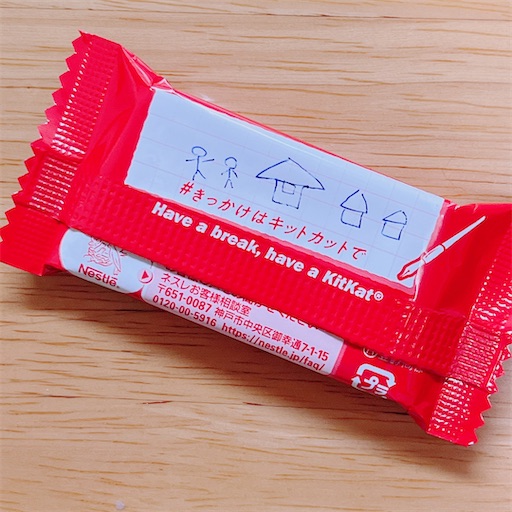 #きっかけはキットカットで
Have a break, have a KitKat®
Nestlé.
ネスレお客様相談室
〒651-0087 神戸市中央区御幸通7-1-15
0120-00-5916 https://nestle.jp/faq/
プラ